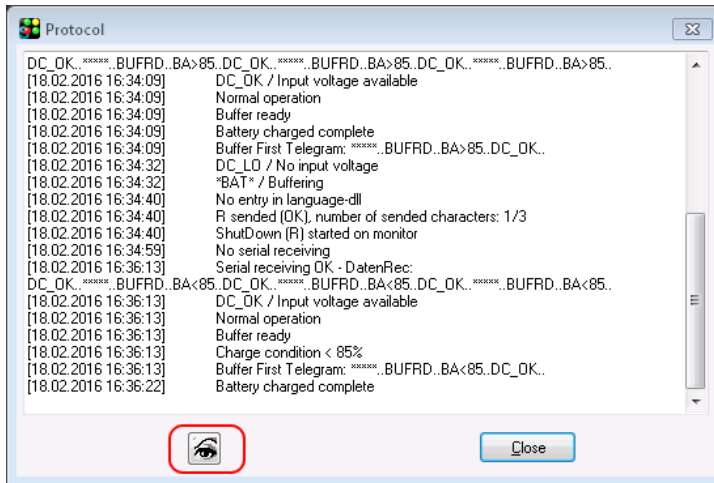 Protocol
DC_OK..*****..BUFRD..BA>85..DC_OK..*****..BUFRD..BA>85..DC_OK..*****..BUFRD..BA>85..
[18.02.2016 16:34:09] DC_OK / Input voltage available
[18.02.2016 16:34:09] Normal operation
[18.02.2016 16:34:09] Buffer ready
[18.02.2016 16:34:09] Battery charged complete
[18.02.2016 16:34:09] Buffer First Telegram: *****..BUFRD..BA>85..DC_OK..
[18.02.2016 16:34:32] DC_LO / No input voltage
[18.02.2016 16:34:32] *BAT* / Buffering
[18.02.2016 16:34:40] No entry in language-dll
[18.02.2016 16:34:40] R sended (OK), number of sended characters: 1/3
[18.02.2016 16:34:40] ShutDown (R) started on monitor
[18.02.2016 16:34:59] No serial receiving
[18.02.2016 16:36:13] Serial receiving OK - DatenRec:
DC_OK..*****..BUFRD..BA<85..DC_OK..*****..BUFRD..BA<85..DC_OK..*****..BUFRD..BA<85..
[18.02.2016 16:36:13] DC_OK / Input voltage available
[18.02.2016 16:36:13] Normal operation
[18.02.2016 16:36:13] Buffer ready
[18.02.2016 16:36:13] Charge condition < 85%
[18.02.2016 16:36:13] Buffer First Telegram: *****..BUFRD..BA<85..DC_OK..
[18.02.2016 16:36:22] Battery charged complete
Close